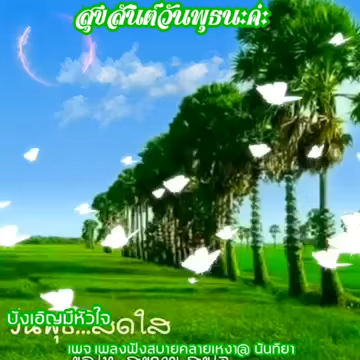 สุขสันต์วันพุธนะค่ะ
บังเอิญมีหัวใจ
วันพุธ...สดใส
เพจ เพลงฟังสบายคลายเหงา@ นันทิยา